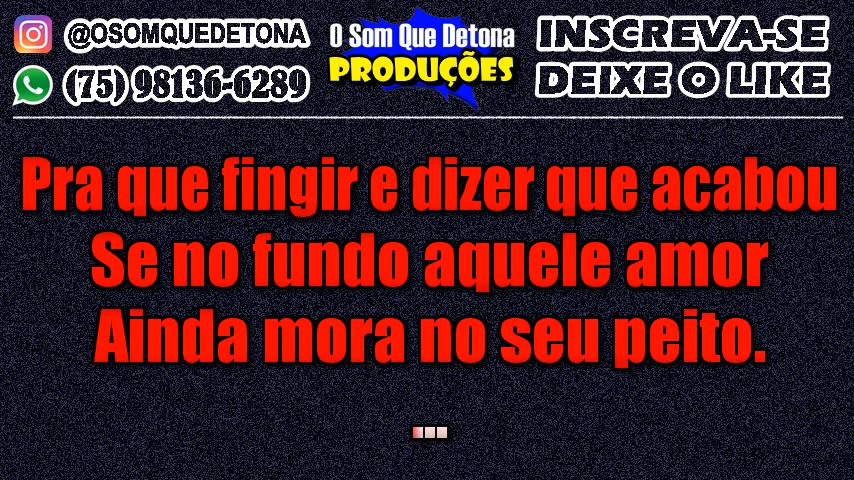 @OSOMQUEDETONA
(75) 98136-6289
O Som Que Detona
PRODUÇÕES
INSCREVA-SE
DEIXE O LIKE
Pra que fingir e dizer que acabou
Se no fundo aquele amor
Ainda mora no seu peito.